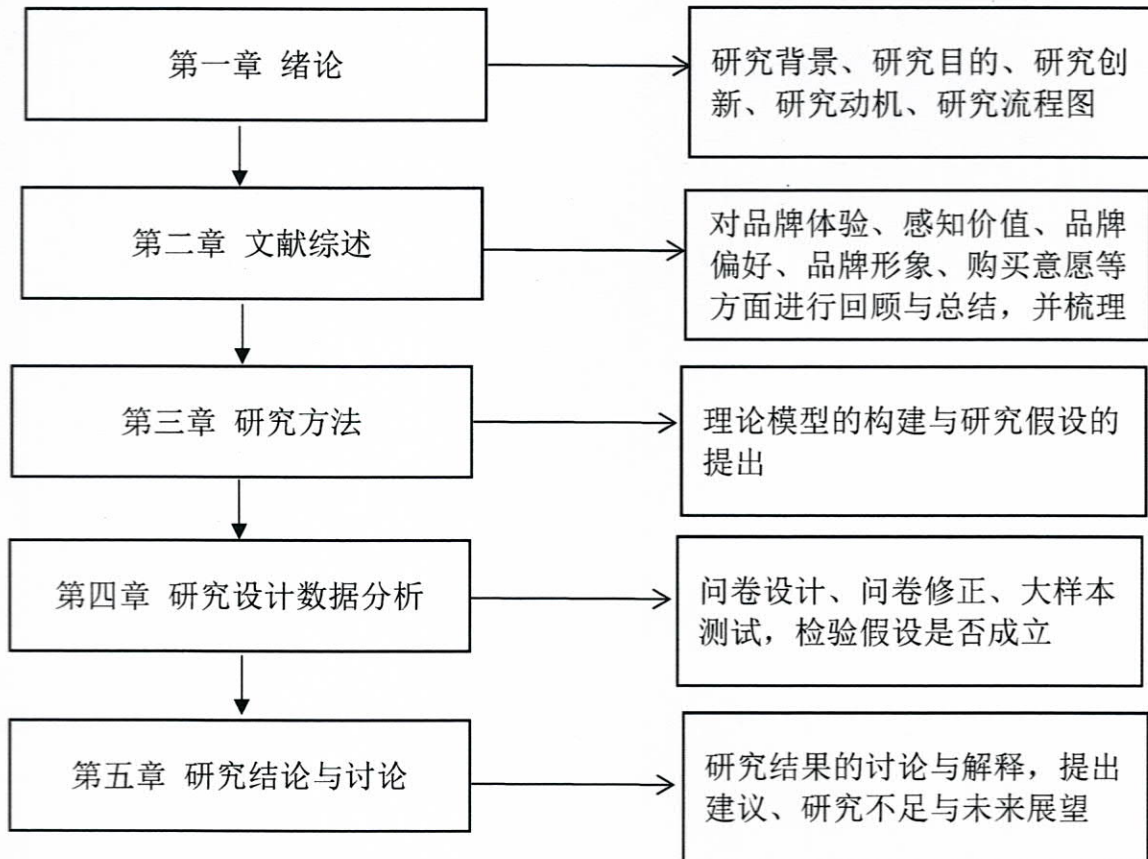 第一章 绪论
研究背景、研究目的、研究创
新、研究动机、研究流程图
第二章 文献综述
对品牌体验、感知价值、品牌
偏好、品牌形象、购买意愿等
方面进行回顾与总结，并梳理
第三章 研究方法
理论模型的构建与研究假设的
提出
第四章 研究设计数据分析
问卷设计、问卷修正、大样本
测试，检验假设是否成立
第五章 研究结论与讨论
研究结果的讨论与解释，提出
建议、研究不足与未来展望